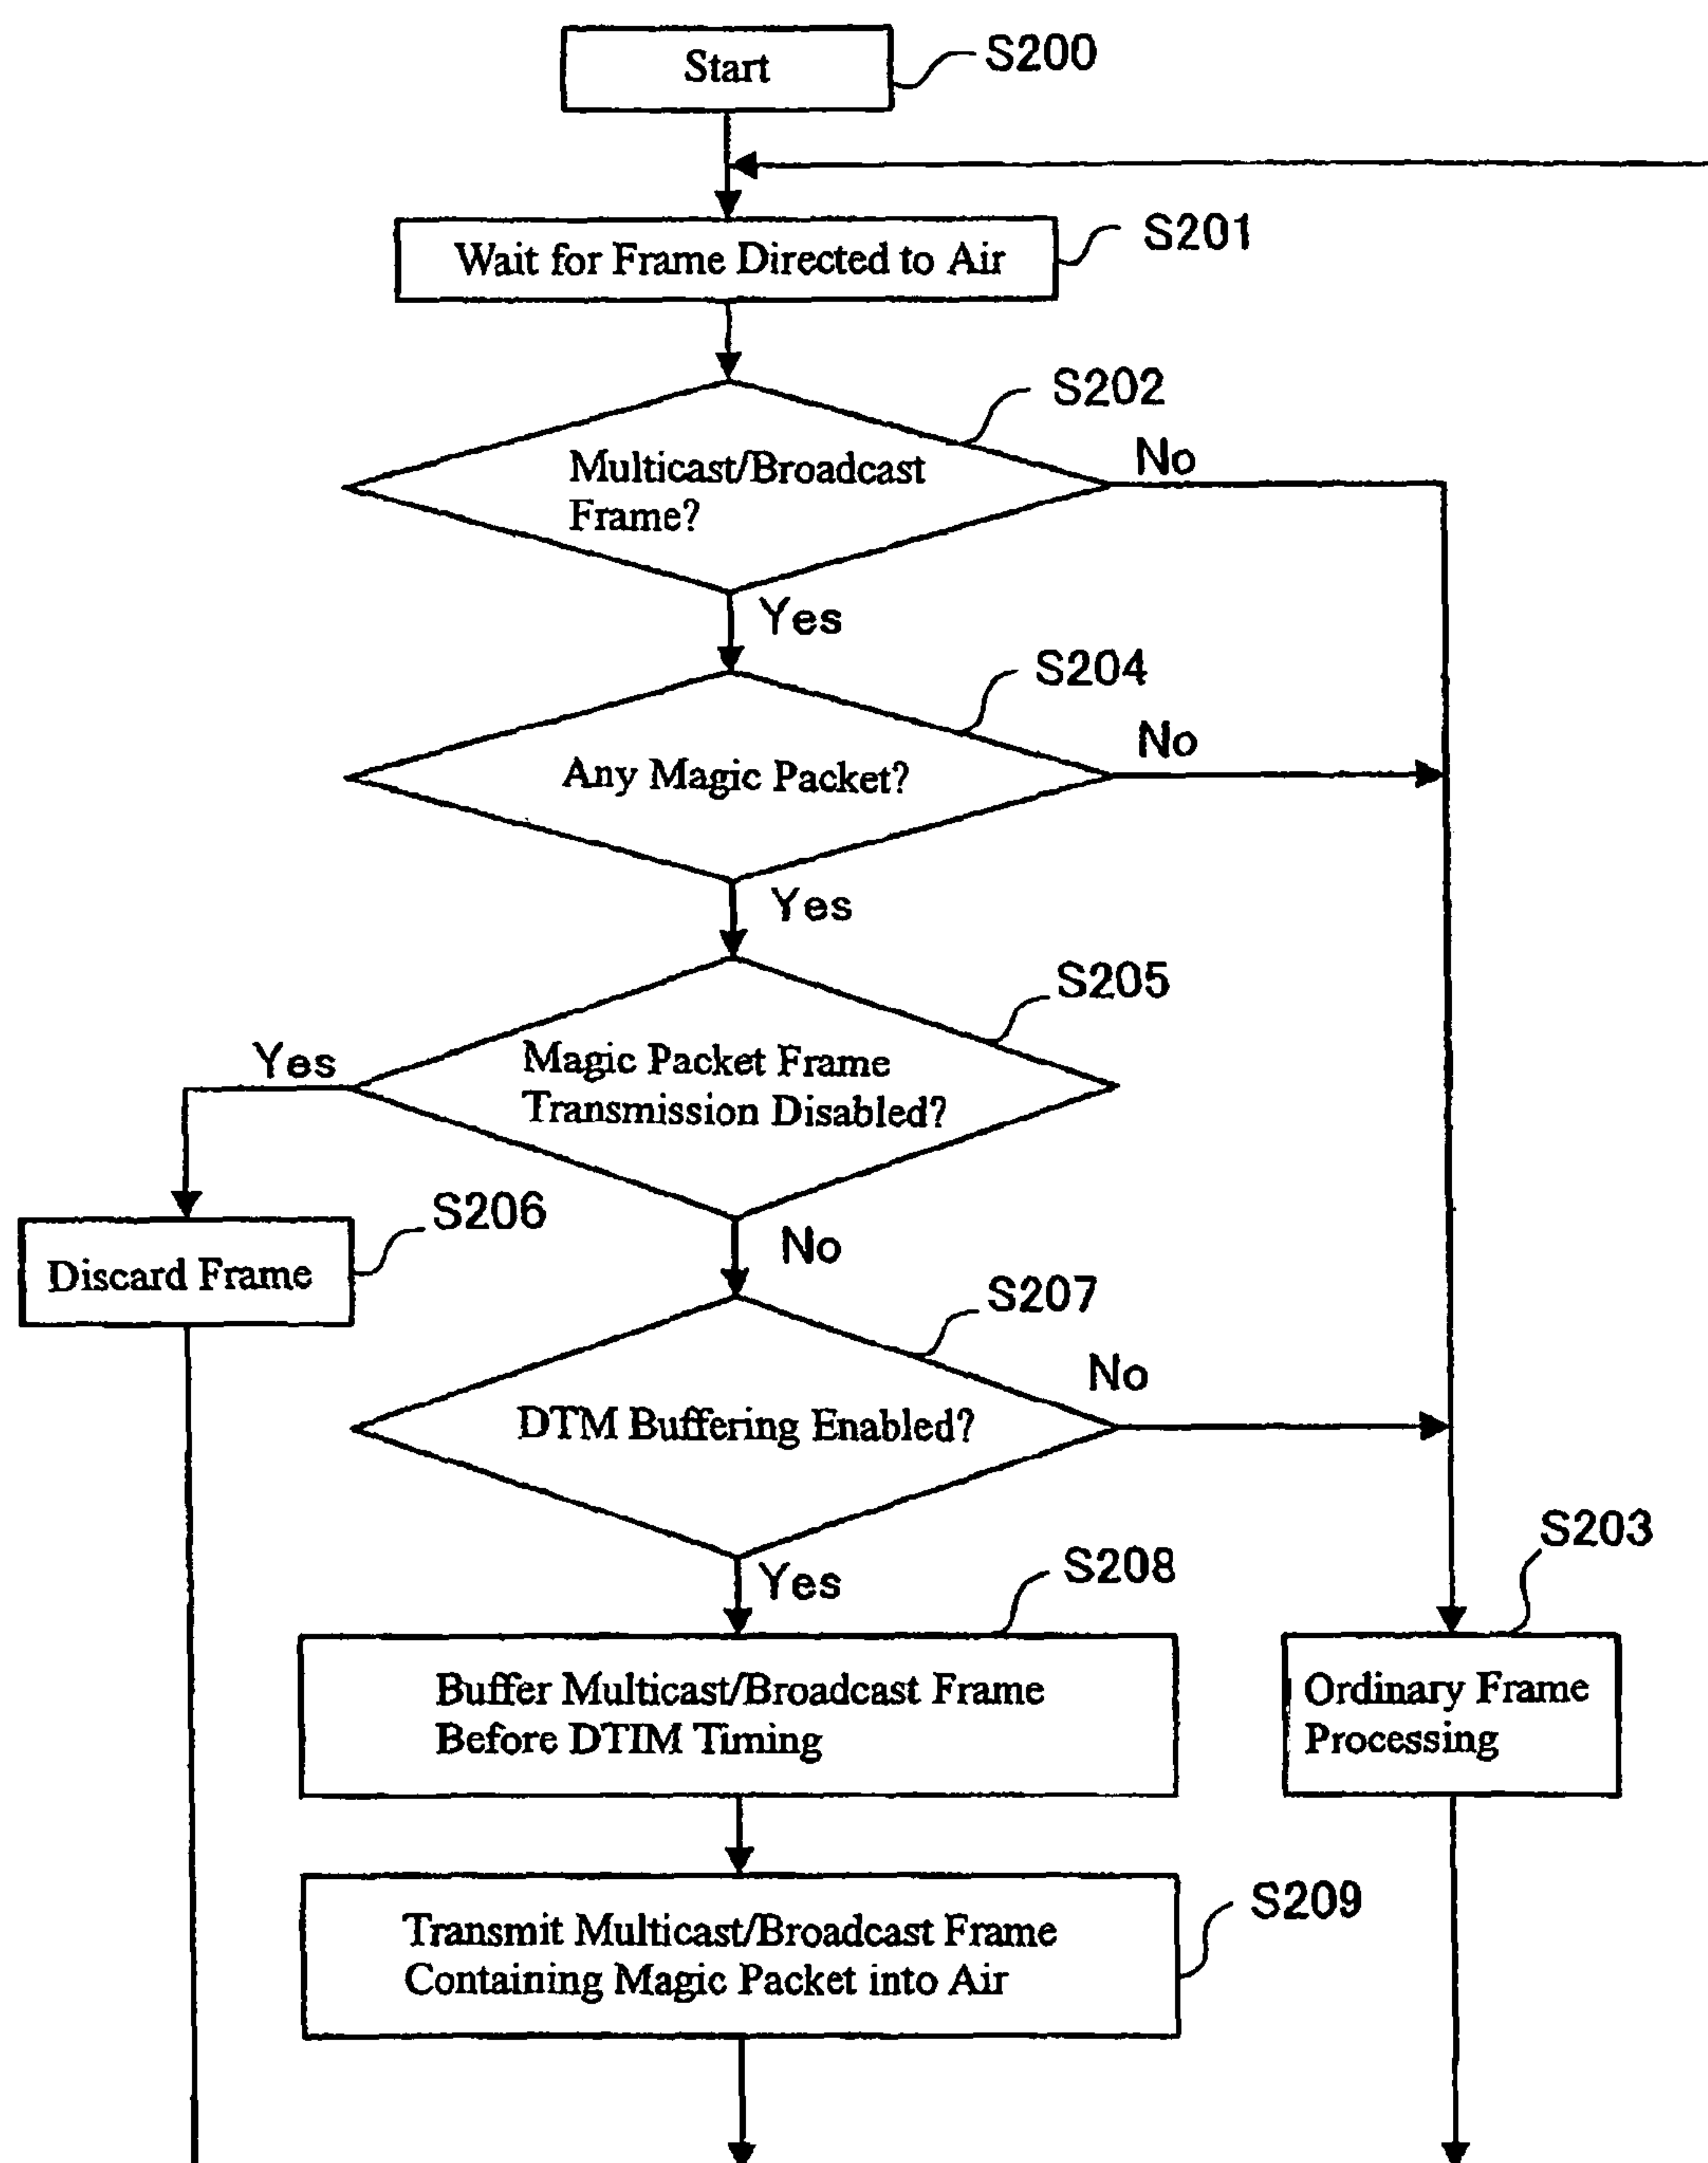 Start
S200
Wait for Frame Directed to Air
S201
S202
Multicast/Broadcast
Frame?
No
Yes
S204
Any Magic Packet?
No
Yes
S205
Magic Packet Frame
Transmission Disabled?
Yes
No
S206
Discard Frame
S207
DTM Buffering Enabled?
No
Yes
S208
S203
Buffer Multicast/Broadcast Frame
Before DTIM Timing
Ordinary Frame
Processing
Transmit Multicast/Broadcast Frame
Containing Magic Packet into Air
S209